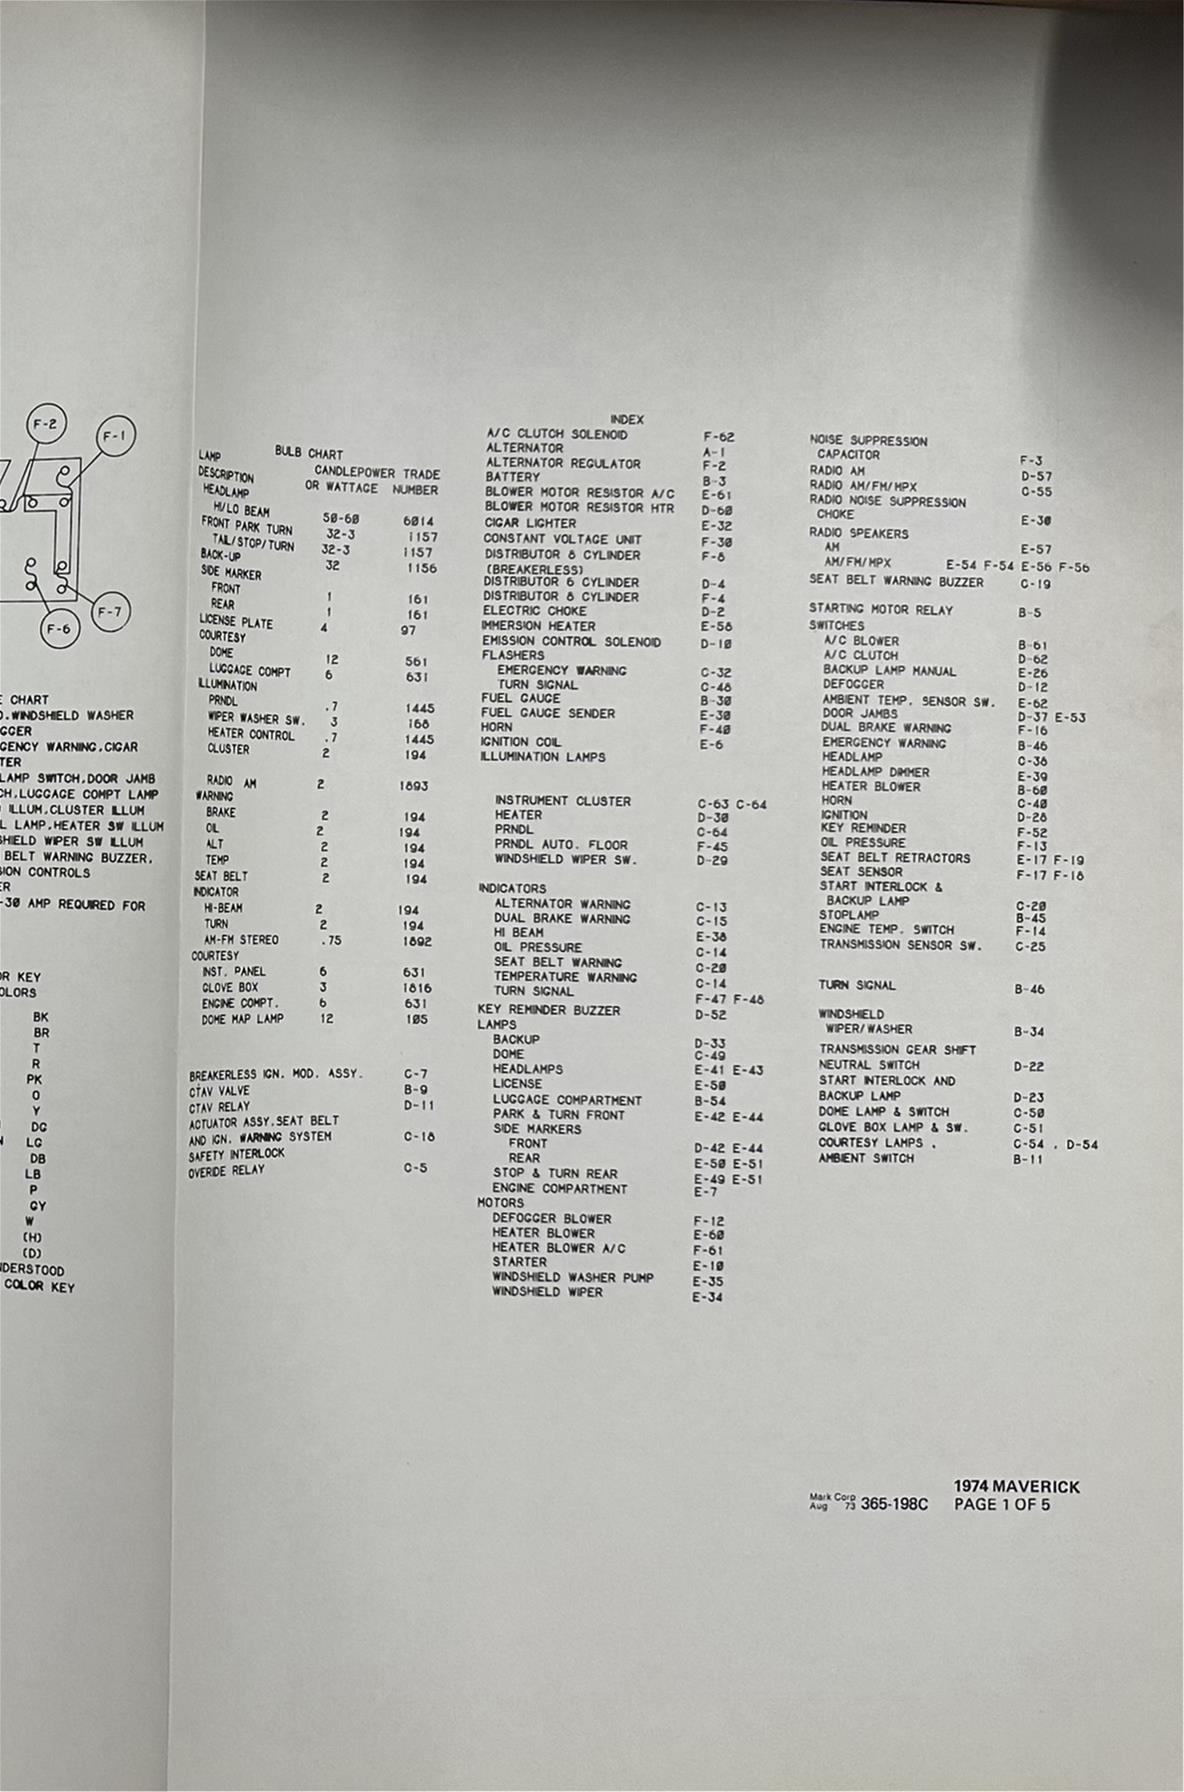 F-2
F-1
F-7
F-6
E CHART
D.WINDSHIELD WASHER
GGER
GENCY WARNING,CIGAR
TER
LAMP SWITCH,DOOR JAMB
CH,LUGGAGE COMPT LAMP
ILLUM,CLUSTER ILLUM
L LAMP,HEATER SW ILLUM
SHIELD WIPER SW ILLUM
BELT WARNING BUZZER,
SION CONTROLS
ER
-30 AMP REQUIRED FOR
OR KEY
OLORS
BK
BR
T
R
PK
O
Y
DG
LG
DB
LB
P
GY
W
(H)
(D)
NDERSTOOD
COLOR KEY
BULB CHART
LAMP
DESCRIPTION CANDLEPOWER TRADE
OR WATTAGE NUMBER
HEADLAMP
HI/LO BEAM 50-60 6014
FRONT PARK TURN 32-3 1157
TAIL/STOP/TURN 32-3 1157
BACK-UP 32 1156
SIDE MARKER
FRONT 1 161
REAR 1 161
LICENSE PLATE 4 97
COURTESY
DOME 12 561
LUGGAGE COMPT 6 631
ILLUMINATION
PRNDL .7 1445
WIPER WASHER SW. 3 168
HEATER CONTROL .7 1445
CLUSTER 2 194
RADIO AM 2 1893
WARNING
BRAKE 2 194
OIL 2 194
ALT 2 194
TEMP 2 194
SEAT BELT 2 194
INDICATOR
HI-BEAM 2 194
TURN 2 194
AM-FM STEREO .75 1892
COURTESY
INST. PANEL 6 631
GLOVE BOX 3 1816
ENGINE COMPT. 6 631
DOME MAP LAMP 12 105
BREAKERLESS IGN. MOD. ASSY. C-7
CTAV VALVE B-9
CTAV RELAY D-11
ACTUATOR ASSY.SEAT BELT
AND IGN. WARNING SYSTEM C-18
SAFETY INTERLOCK
OVERIDE RELAY C-5
INDEX
A/C CLUTCH SOLENOID F-62
ALTERNATOR A-1
ALTERNATOR REGULATOR F-2
BATTERY B-3
BLOWER MOTOR RESISTOR A/C E-61
BLOWER MOTOR RESISTOR HTR D-60
CIGAR LIGHTER E-32
CONSTANT VOLTAGE UNIT F-30
DISTRIBUTOR 8 CYLINDER F-8
(BREAKERLESS)
DISTRIBUTOR 6 CYLINDER D-4
DISTRIBUTOR 8 CYLINDER F-4
ELECTRIC CHOKE D-2
IMMERSION HEATER E-58
EMISSION CONTROL SOLENOID D-10
FLASHERS
EMERGENCY WARNING C-32
TURN SIGNAL C-48
FUEL GAUGE B-30
FUEL GAUGE SENDER E-30
HORN F-40
IGNITION COIL E-6
ILLUMINATION LAMPS
INSTRUMENT CLUSTER C-63 C-64
HEATER D-30
PRNDL C-64
PRNDL AUTO. FLOOR F-45
WINDSHIELD WIPER SW. D-29
INDICATORS
ALTERNATOR WARNING C-13
DUAL BRAKE WARNING C-15
HI BEAM E-38
OIL PRESSURE C-14
SEAT BELT WARNING C-20
TEMPERATURE WARNING C-14
TURN SIGNAL F-47 F-48
KEY REMINDER BUZZER D-52
LAMPS
BACKUP D-33
DOME C-49
HEADLAMPS E-41 E-43
LICENSE E-50
LUGGAGE COMPARTMENT B-54
PARK & TURN FRONT E-42 E-44
SIDE MARKERS
FRONT D-42 E-44
REAR E-50 E-51
STOP & TURN REAR E-49 E-51
ENGINE COMPARTMENT E-7
MOTORS
DEFOGGER BLOWER F-12
HEATER BLOWER E-60
HEATER BLOWER A/C F-61
STARTER E-10
WINDSHIELD WASHER PUMP E-35
WINDSHIELD WIPER E-34
NOISE SUPPRESSION
CAPACITOR F-3
RADIO AM D-57
RADIO AM/FM/MPX C-55
RADIO NOISE SUPPRESSION
CHOKE E-30
RADIO SPEAKERS
AM E-57
AM/FM/MPX E-54 F-54 E-56 F-56
SEAT BELT WARNING BUZZER C-19
STARTING MOTOR RELAY B-5
SWITCHES
A/C BLOWER B-61
A/C CLUTCH D-62
BACKUP LAMP MANUAL E-26
DEFOGGER D-12
AMBIENT TEMP. SENSOR SW. E-62
DOOR JAMBS D-37 E-53
DUAL BRAKE WARNING F-16
EMERGENCY WARNING B-46
HEADLAMP C-38
HEADLAMP DIMMER E-39
HEATER BLOWER B-60
HORN C-40
IGNITION D-28
KEY REMINDER F-52
OIL PRESSURE F-13
SEAT BELT RETRACTORS E-17 F-19
SEAT SENSOR F-17 F-18
START INTERLOCK &
BACKUP LAMP C-20
STOPLAMP B-45
ENGINE TEMP. SWITCH F-14
TRANSMISSION SENSOR SW. C-25
TURN SIGNAL B-46
WINDSHIELD
WIPER/WASHER B-34
TRANSMISSION GEAR SHIFT
NEUTRAL SWITCH D-22
START INTERLOCK AND
BACKUP LAMP D-23
DOME LAMP & SWITCH C-50
GLOVE BOX LAMP & SW. C-51
COURTESY LAMPS . C-54 . D-54
AMBIENT SWITCH B-11
1974 MAVERICK
Mark Corp
Aug 73 365-198C PAGE 1 OF 5